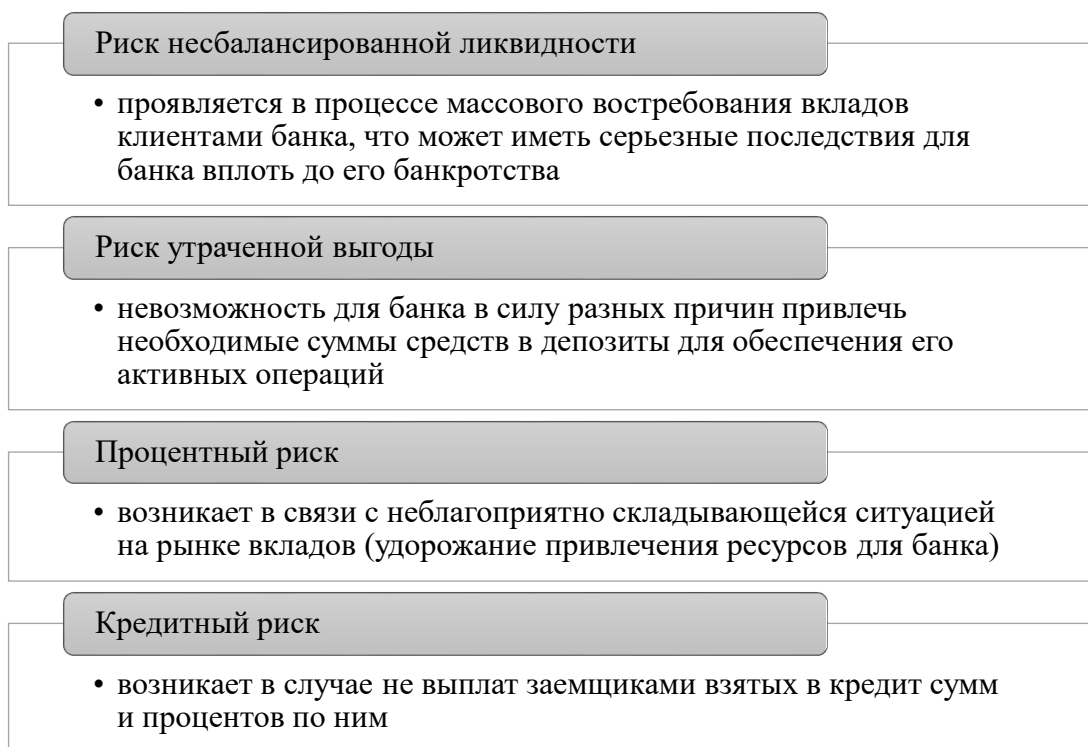 Риск несбалансированной ликвидности
• проявляется в процессе массового востребования вкладов
клиентами банка, что может иметь серьезные последствия для
банка вплоть до его банкротства
Риск утраченной выгоды
• невозможность для банка в силу разных причин привлечь
необходимые суммы средств в депозиты для обеспечения его
активных операций
Процентный риск
• возникает в связи с неблагоприятно складывающейся ситуацией
на рынке вкладов (удорожание привлечения ресурсов для банка)
Кредитный риск
• возникает в случае не выплат заемщиками взятых в кредит сумм
и процентов по ним